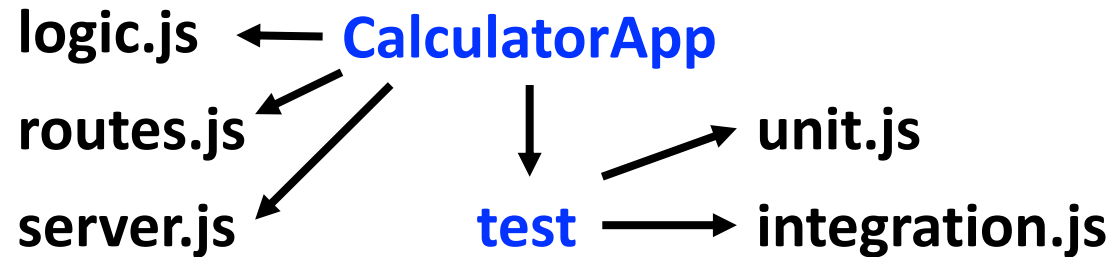 logic.js
CalculatorApp
routes.js
unit.js
server.js
test
integration.js